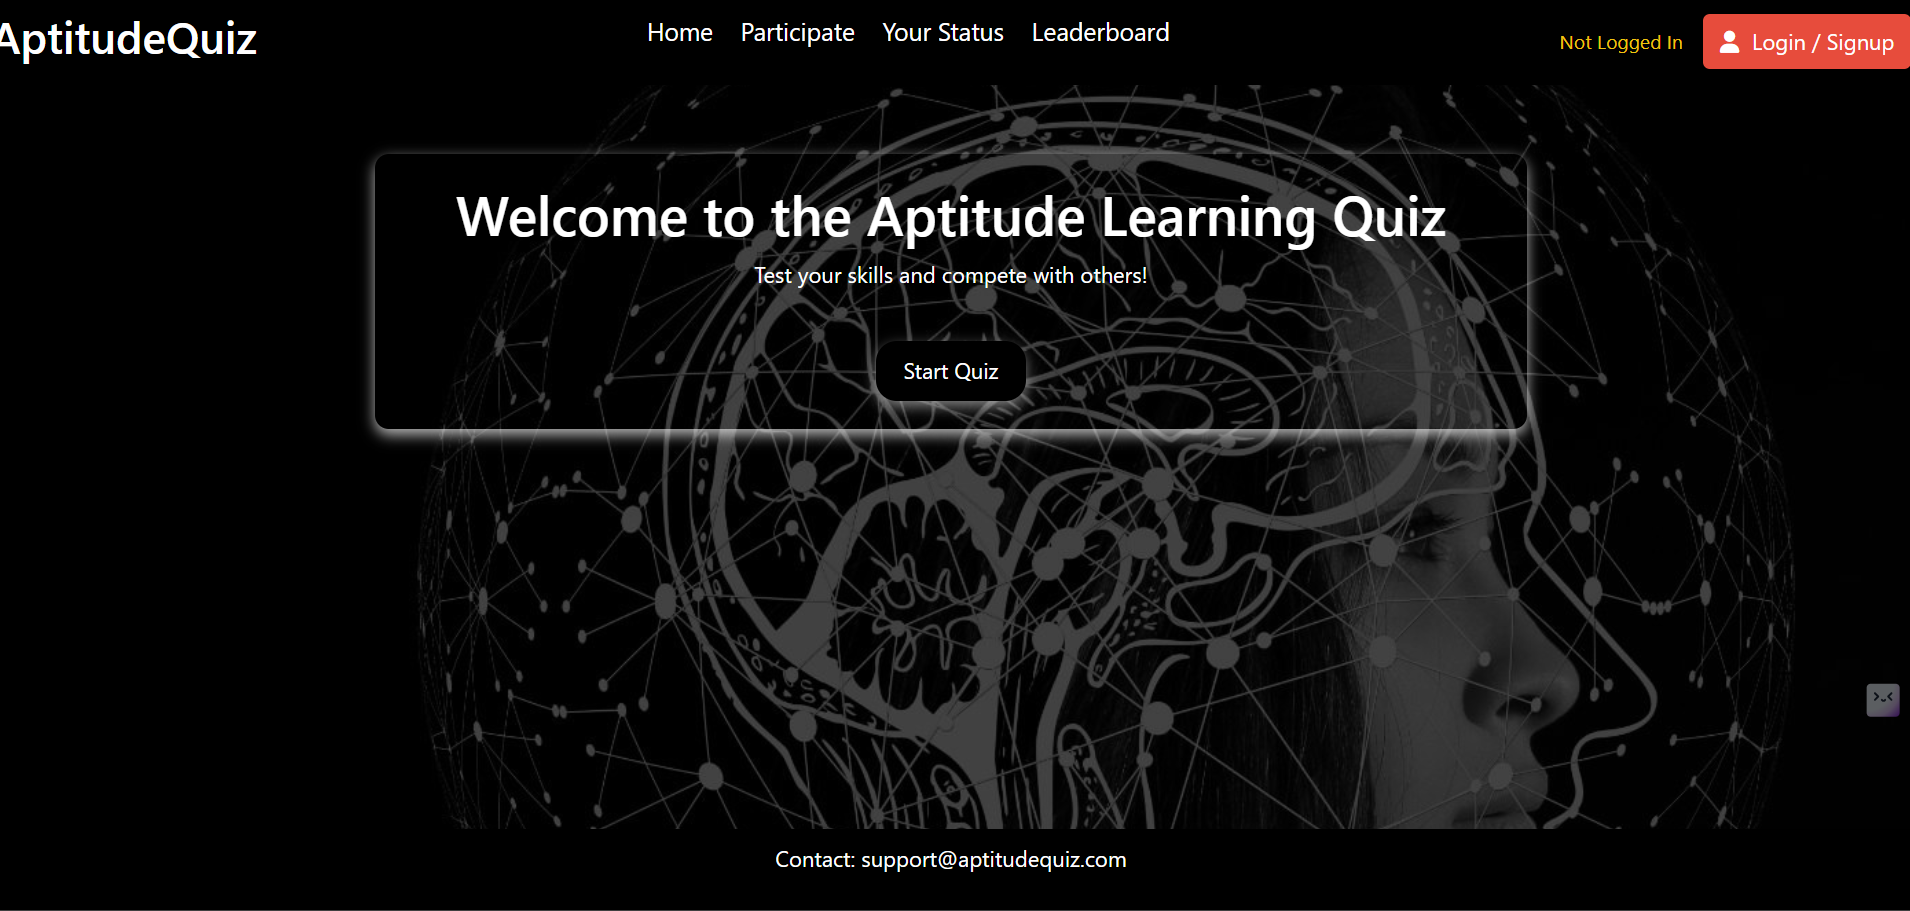 AptitudeQuiz
Home Participate Your Status Leaderboard
Not Logged In
Login / Signup
Welcome to the Aptitude Learning Quiz
Test your skills and compete with others!
Start Quiz
Contact: support@aptitudequiz.com